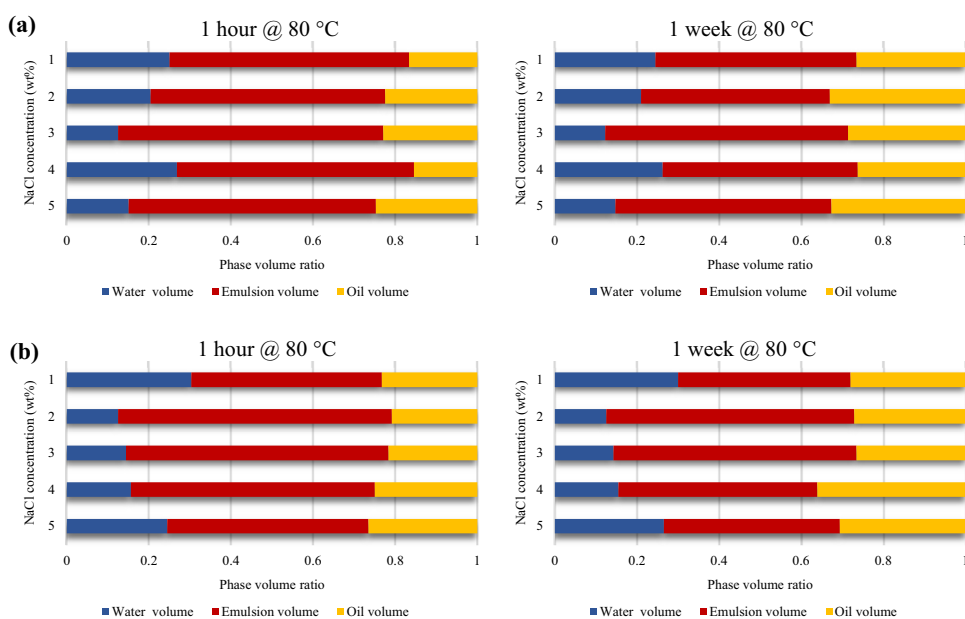 (a)
1 hour @ 80 °C
NaCl concentration (wt%)
1
2
3
4
5
0 0.2 0.4 0.6 0.8 1
Phase volume ratio
Water volume Emulsion volume Oil volume
1 week @ 80 °C
NaCl concentration (wt%)
1
2
3
4
5
0 0.2 0.4 0.6 0.8 1
Phase volume ratio
Water volume Emulsion volume Oil volume
(b)
1 hour @ 80 °C
NaCl concentration (wt%)
1
2
3
4
5
0 0.2 0.4 0.6 0.8 1
Phase volume ratio
Water volume Emulsion volume Oil volume
1 week @ 80 °C
NaCl concentration (wt%)
1
2
3
4
5
0 0.2 0.4 0.6 0.8 1
Phase volume ratio
Water volume Emulsion volume Oil volume